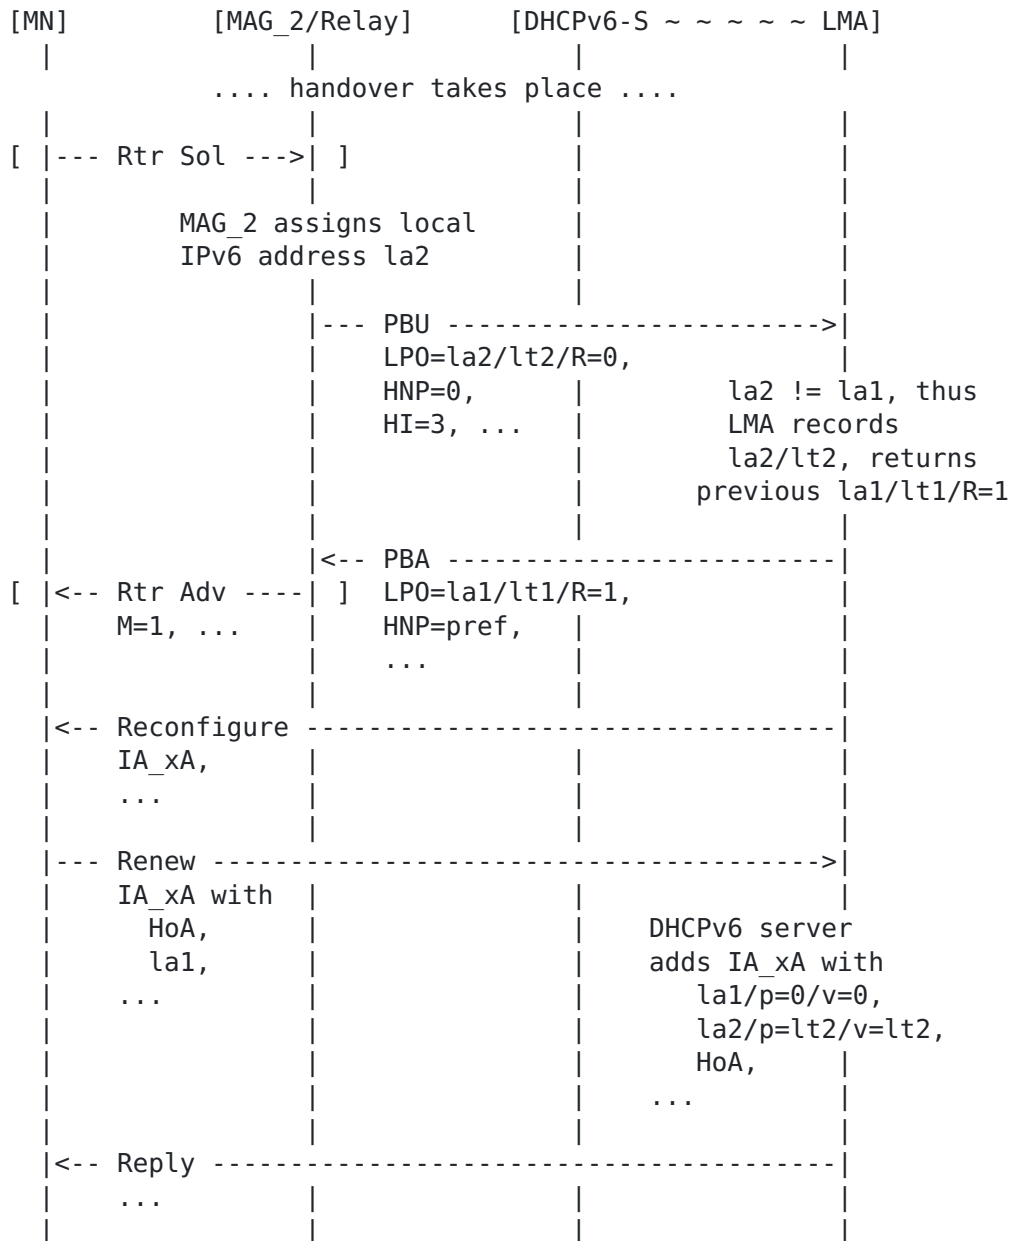 [MN]         [MAG_2/Relay]      [DHCPv6-S ~ ~ ~ ~ ~ LMA]
  |                |                |                |
             .... handover takes place ....
  |                |                |                |
[ |--- Rtr Sol --->| ]              |                |
  |                |                |                |
  |        MAG_2 assigns local      |                |
  |        IPv6 address la2         |                |
  |                |                |                |
  |                |--- PBU ------------------------>|
  |                |    LPO=la2/lt2/R=0,             |
  |                |    HNP=0,      |         la2 != la1, thus
  |                |    HI=3, ...   |         LMA records
  |                |                |         la2/lt2, returns
  |                |                |       previous la1/lt1/R=1
  |                |                |                |
  |                |<-- PBA -------------------------|
[ |<-- Rtr Adv ----| ]  LPO=la1/lt1/R=1,             |
  |    M=1, ...    |    HNP=pref,   |                |
  |                |    ...         |                |
  |                |                |                |
  |<-- Reconfigure ----------------------------------|
  |    IA_xA,      |                |                |
  |    ...         |                |                |
  |                |                |                |
  |--- Renew --------------------------------------->|
  |    IA_xA with  |                |                |
  |      HoA,      |                |    DHCPv6 server
  |      la1,      |                |    adds IA_xA with
  |    ...         |                |       la1/p=0/v=0,
  |                |                |       la2/p=lt2/v=lt2,
  |                |                |       HoA,     |
  |                |                |    ...         |
  |                |                |                |
  |<-- Reply ----------------------------------------|
  |    ...         |                |                |
  |                |                |                |